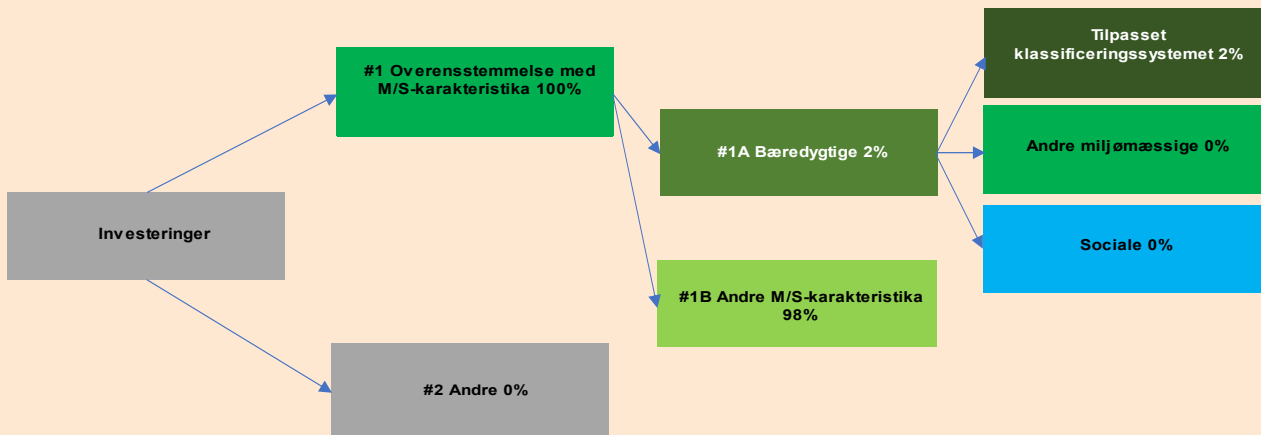 Investeringer
#1 Overensstemmelse med
M/S-karakteristika 100%
#2 Andre 0%
#1A Bæredygtige 2%
#1B Andre M/S-karakteristika
98%
Tilpasset
klassificeringssystemet 2%
Andre miljømæssige 0%
Sociale 0%